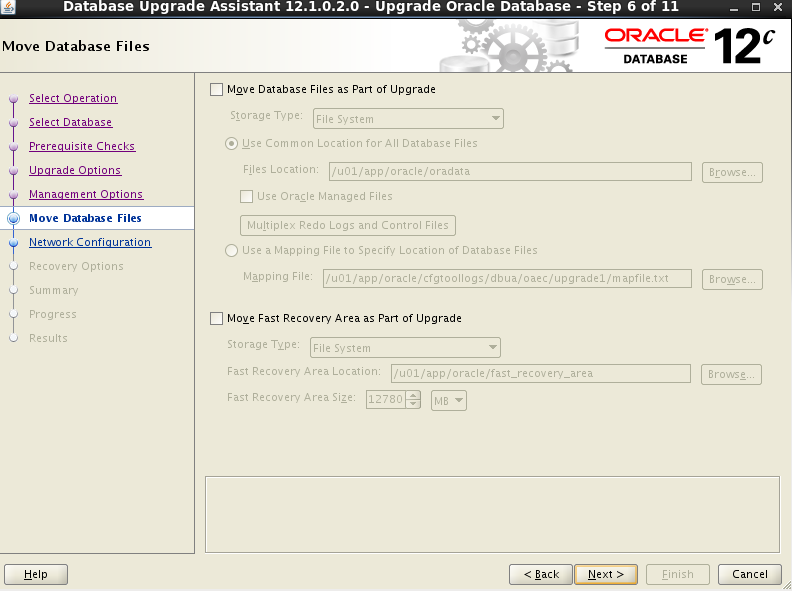 Database Upgrade Assistant 12.1.0.2.0 - Upgrade Oracle Database - Step 6 of 11
Move Database Files
ORACLE®
DATABASE
12c
Select Operation
Select Database
Prerequisite Checks
Upgrade Options
Management Options
Move Database Files
Network Configuration
Recovery Options
Summary
Progress
Results
Move Database Files as Part of Upgrade
Storage Type: File System
Use Common Location for All Database Files
Files Location: /u01/app/oracle/oradata Browse...
Use Oracle Managed Files
Multiplex Redo Logs and Control Files
Use a Mapping File to Specify Location of Database Files
Mapping File: /u01/app/oracle/cfgtoollogs/dbua/oaec/upgrade1/mapfile.txt Browse...
Move Fast Recovery Area as Part of Upgrade
Storage Type: File System
Fast Recovery Area Location: /u01/app/oracle/fast_recovery_area Browse...
Fast Recovery Area Size: 12780 MB
Help < Back Next > Finish Cancel